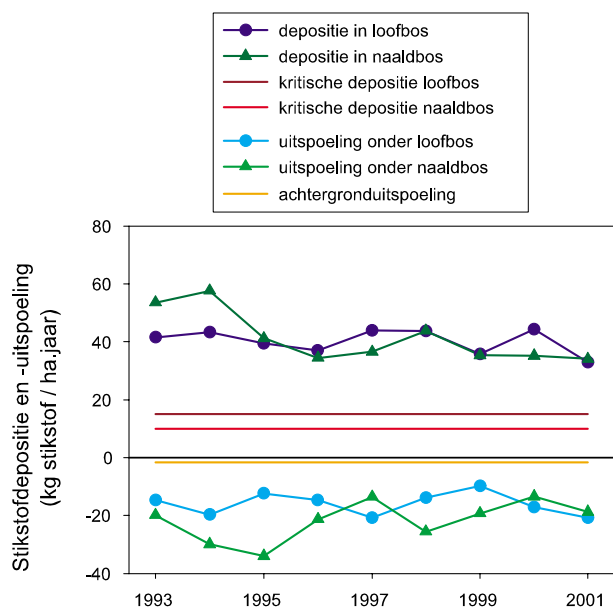 depositie in loofbos
depositie in naaldbos
kritische depositie loofbos
kritische depositie naaldbos
uitspoeling onder loofbos
uitspoeling onder naaldbos
achtergronduitspoeling
Stikstofdepositie en -uitspoeling
(kg stikstof / ha.jaar)
80
60
40
20
0
-20
-40
1993 1995 1997 1999 2001